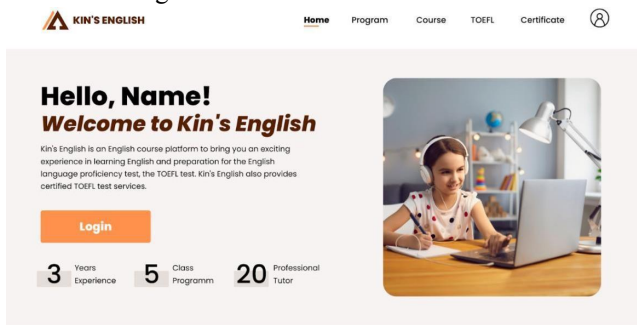 KIN'S ENGLISH
Home Program Course TOEFL Certificate
Hello, Name!
Welcome to Kin's English
Kin's English is an English course platform to bring you an exciting
experience in learning English and preparation for the English
language proficiency test, the TOEFL test. Kin's English also provides
certified TOEFL test services.
Login
3 Years Experience
5 Class Programm
20 Professional Tutor